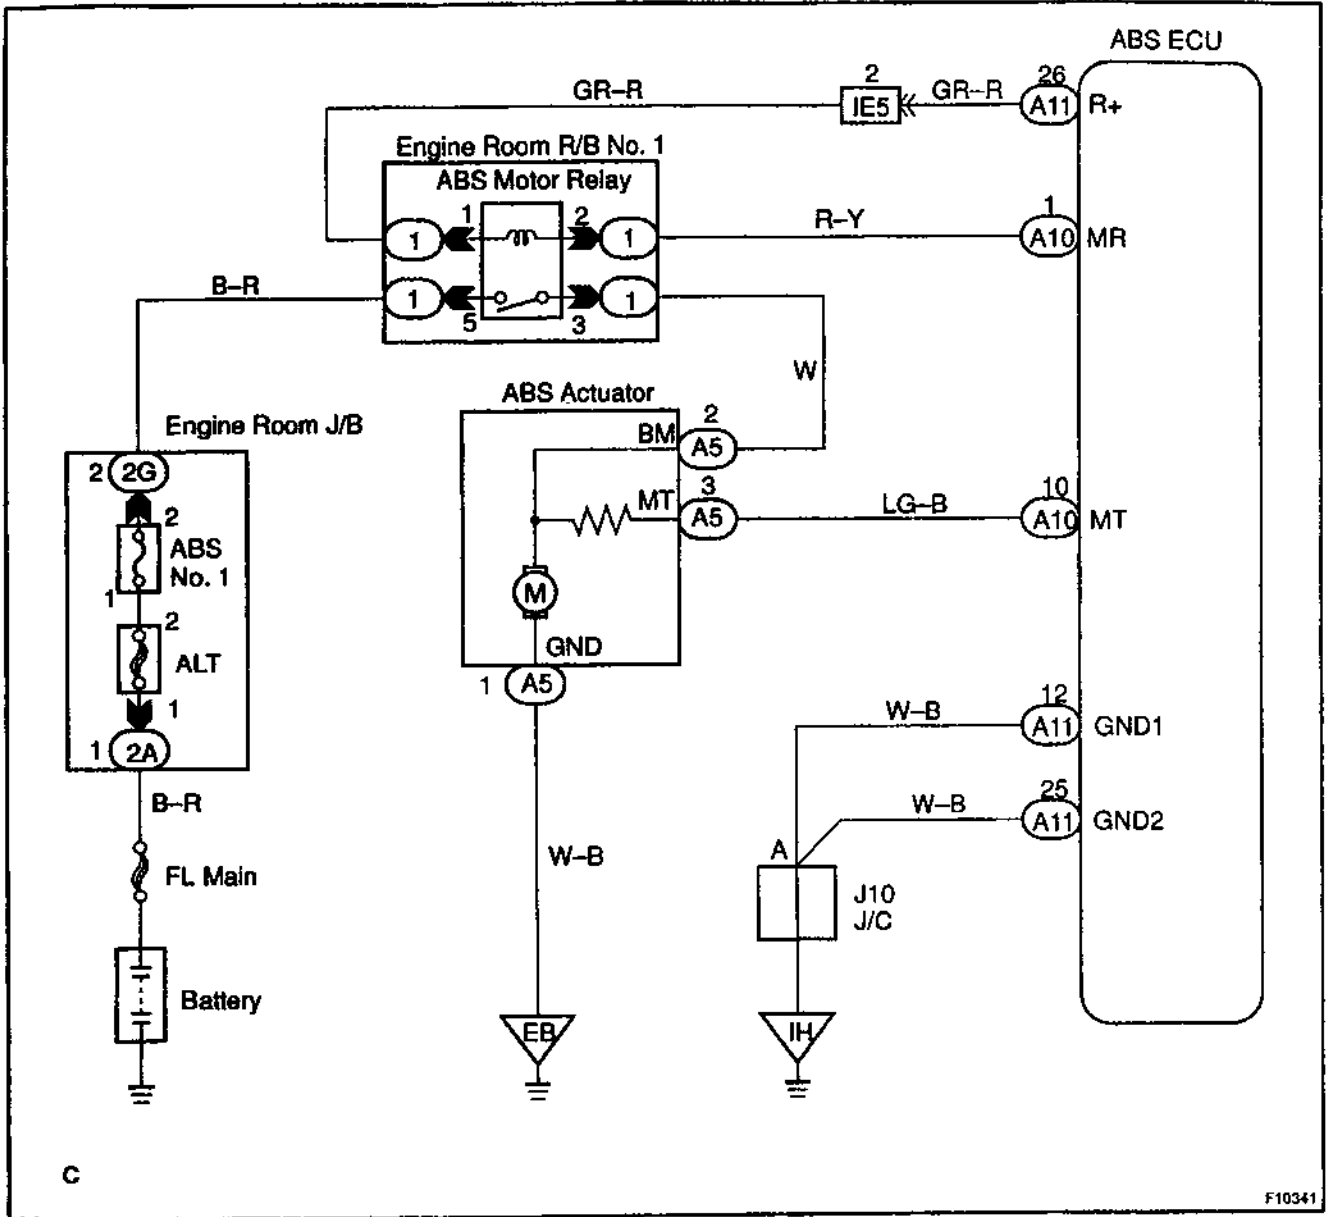 ABS ECU
GR–R
2
IE5
GR–R
26
A11
R+
Engine Room R/B No. 1
ABS Motor Relay
1
1
2
1
R–Y
1
A10
MR
B–R
1
5
3
1
W
ABS Actuator
Engine Room J/B
BM
2
A5
2
2G
MT
3
A5
LG–B
10
A10
MT
2
ABS
No. 1
1
2
ALT
M
GND
1
A5
1
1
2A
W–B
12
A11
GND1
W–B
25
A11
GND2
B–R
FL Main
W–B
A
J10
J/C
Battery
EB
IH
C
F10341